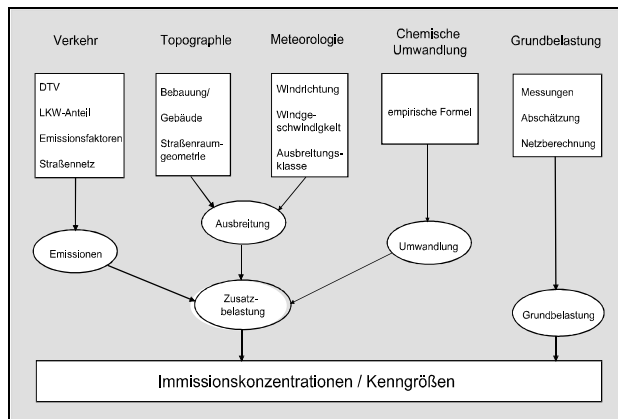 Verkehr
Topographie
Meteorologie
Chemische
Umwandlung
Grundbelastung
DTV
LKW-Anteil
Emissionsfaktoren
Straßennetz
Bebauung/
Gebäude
Straßenraum-
geometrie
Windrichtung
Windge-
schwindigkeit
Ausbreitungs-
klasse
empirische Formel
Messungen
Abschätzung
Netzberechnung
Ausbreitung
Emissionen
Umwandlung
Zusatz-
belastung
Grundbelastung
Immissionskonzentrationen / Kenngrößen